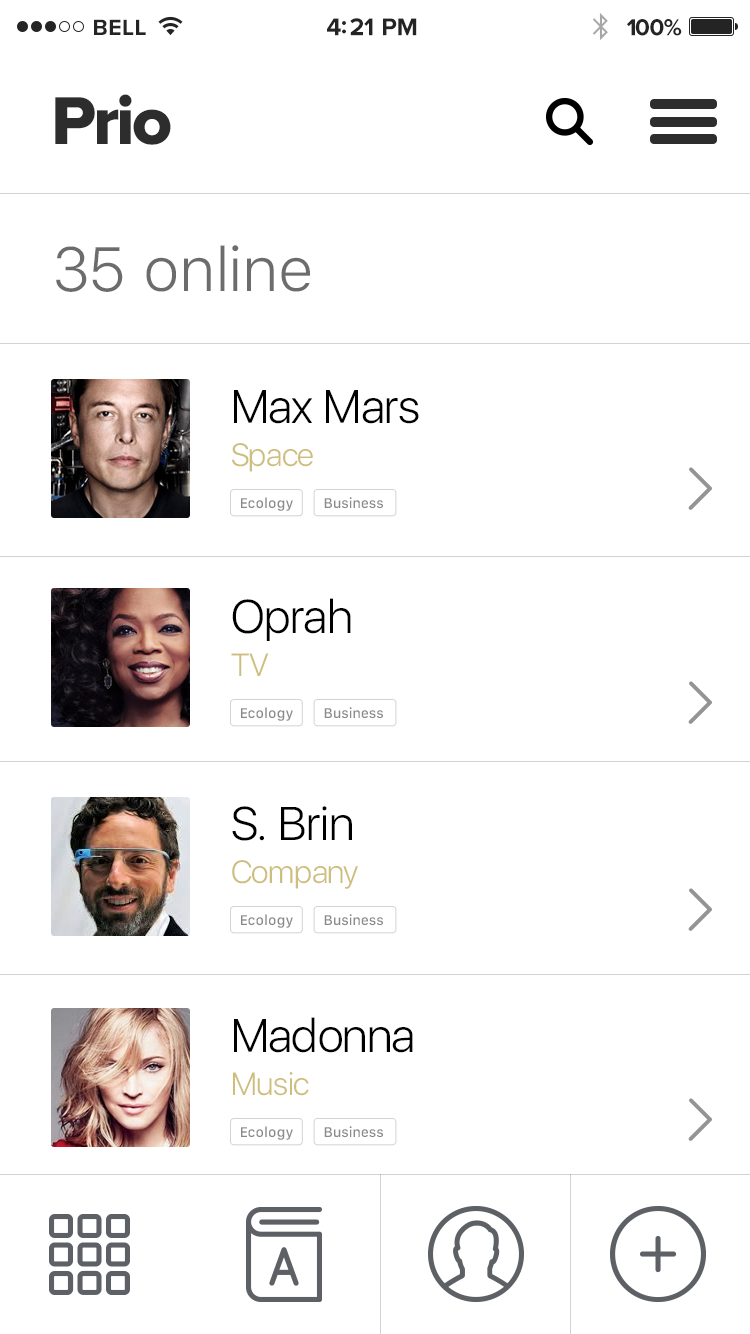 BELL 4:21 PM 100%
Prio
35 online
Max Mars
Space
Ecology Business
Oprah
TV
Ecology Business
S. Brin
Company
Ecology Business
Madonna
Music
Ecology Business
A